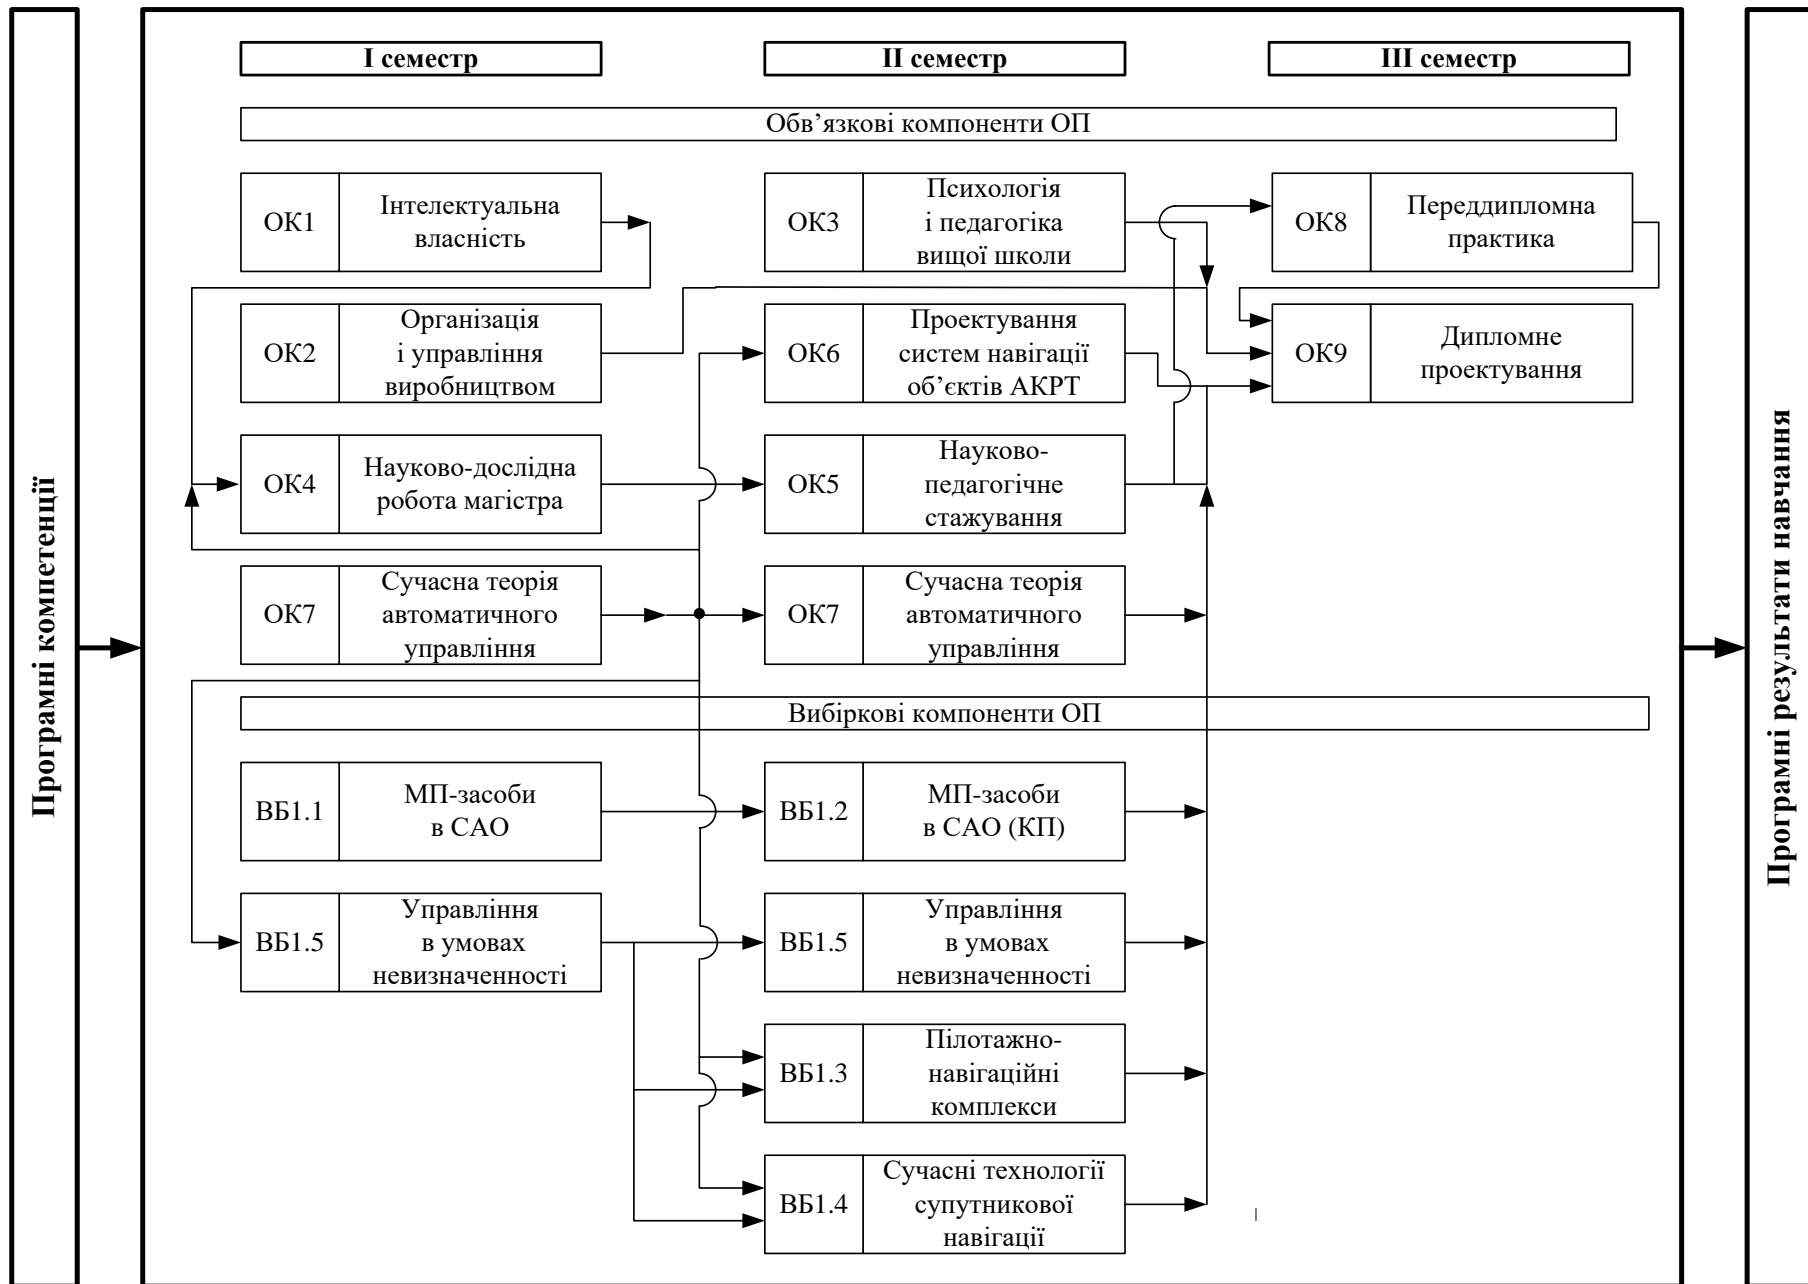 Програмні компетенції
I семестр
II семестр
III семестр
Обв’язкові компоненти ОП
ОК1
Інтелектуальна
власність
ОК3
Психологія
і педагогіка
вищої школи
ОК8
Переддипломна
практика
ОК2
Організація
і управління
виробництвом
ОК6
Проектування
систем навігації
об’єктів АКРТ
ОК9
Дипломне
проектування
ОК4
Науково-дослідна
робота магістра
ОК5
Науково-
педагогічне
стажування
ОК7
Сучасна теорія
автоматичного
управління
ОК7
Сучасна теорія
автоматичного
управління
Вибіркові компоненти ОП
ВБ1.1
МП-засоби
в САО
ВБ1.2
МП-засоби
в САО (КП)
ВБ1.5
Управління
в умовах
невизначенності
ВБ1.5
Управління
в умовах
невизначенності
ВБ1.3
Пілотажно-
навігаційні
комплекси
ВБ1.4
Сучасні технології
супутникової
навігації
Програмні результати навчання